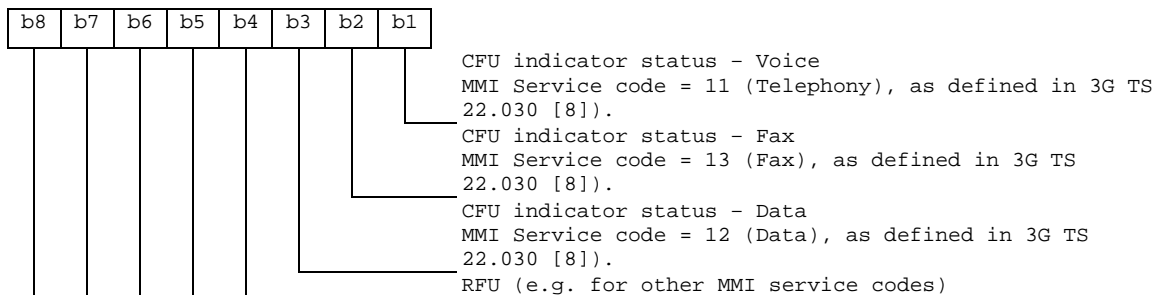 b8 b7 b6 b5 b4 b3 b2 b1
CFU indicator status – Voice
MMI Service code = 11 (Telephony), as defined in 3G TS
22.030 [8]).
CFU indicator status – Fax
MMI Service code = 13 (Fax), as defined in 3G TS
22.030 [8]).
CFU indicator status – Data
MMI Service code = 12 (Data), as defined in 3G TS
22.030 [8]).
RFU (e.g. for other MMI service codes)